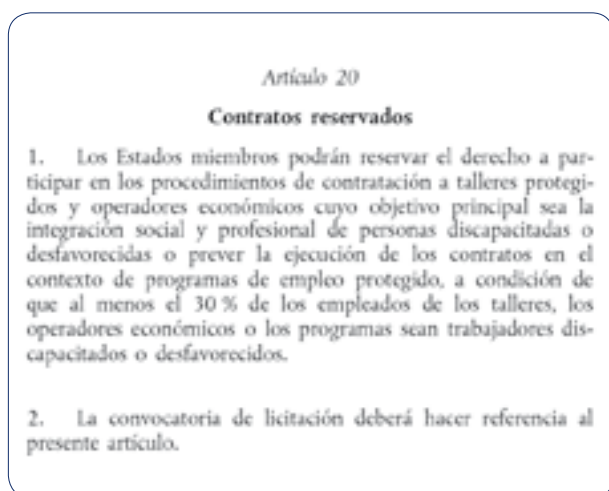 Artículo 20
Contratos reservados
1. Los Estados miembros podrán reservar el derecho a par-
ticipar en los procedimientos de contratación a talleres protegi-
dos y operadores económicos cuyo objetivo principal sea la
integración social y profesional de personas discapacitadas o
desfavorecidas o prever la ejecución de los contratos en el
contexto de programas de empleo protegido, a condición de
que al menos el 30 % de los empleados de los talleres, los
operadores económicos o los programas sean trabajadores dis-
capacitados o desfavorecidos.
2. La convocatoria de licitación deberá hacer referencia al
presente artículo.